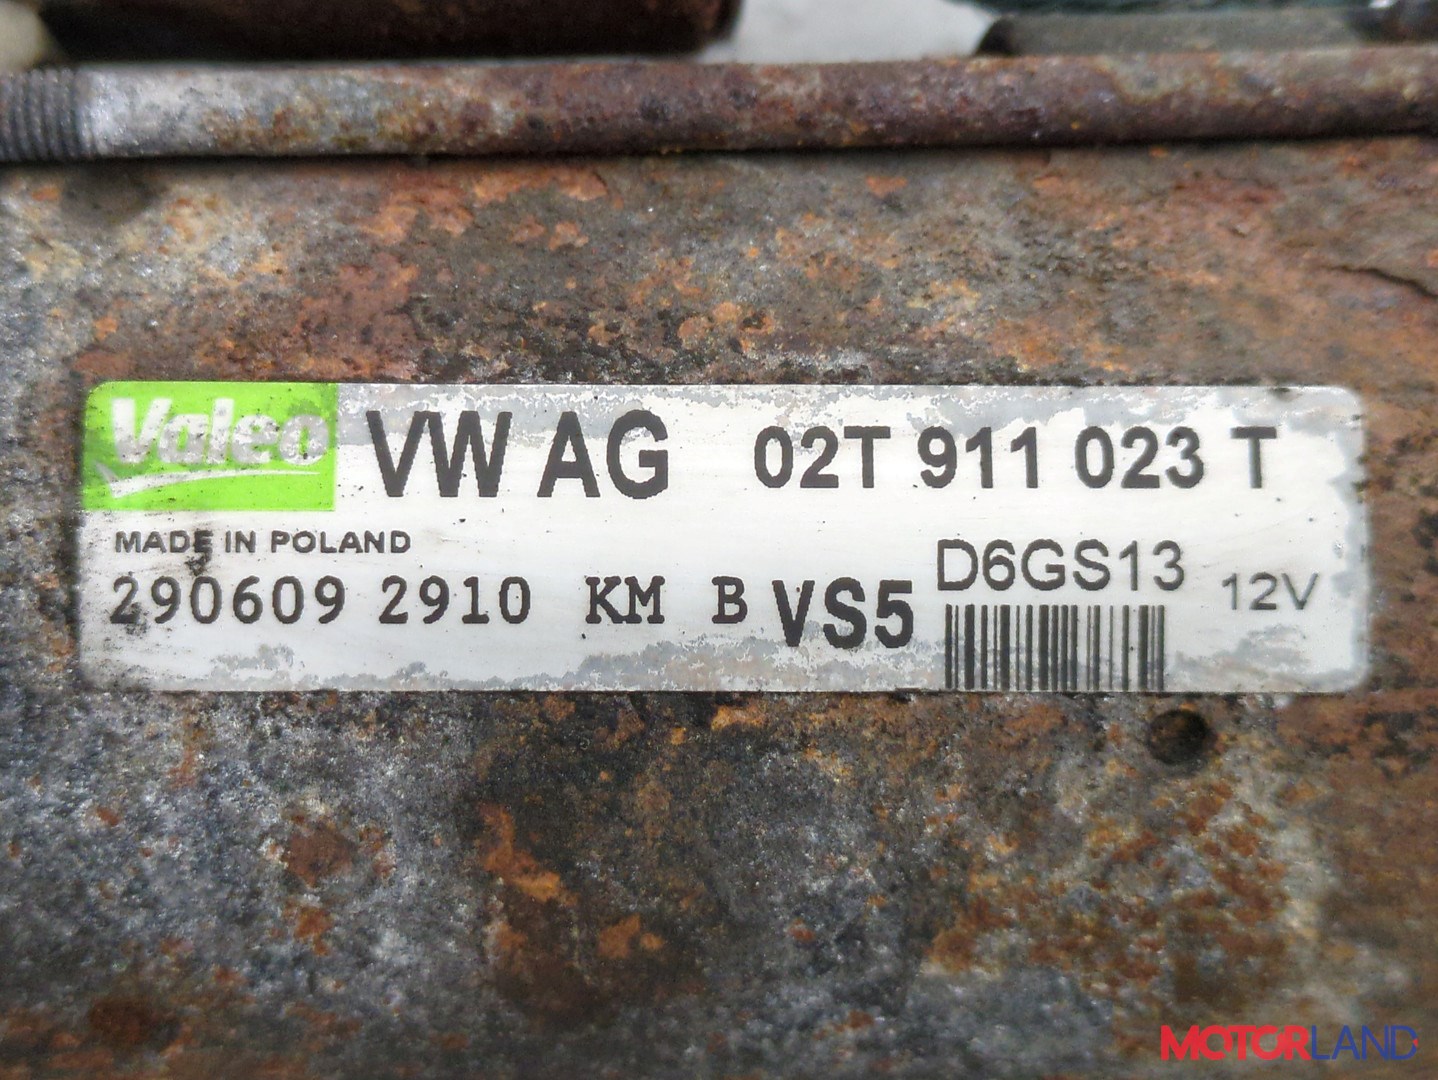 Valeo VW AG 02T 911 023 T
MADE IN POLAND
290609 2910 KM B VS5 D6GS13 12V
MOTORLAND